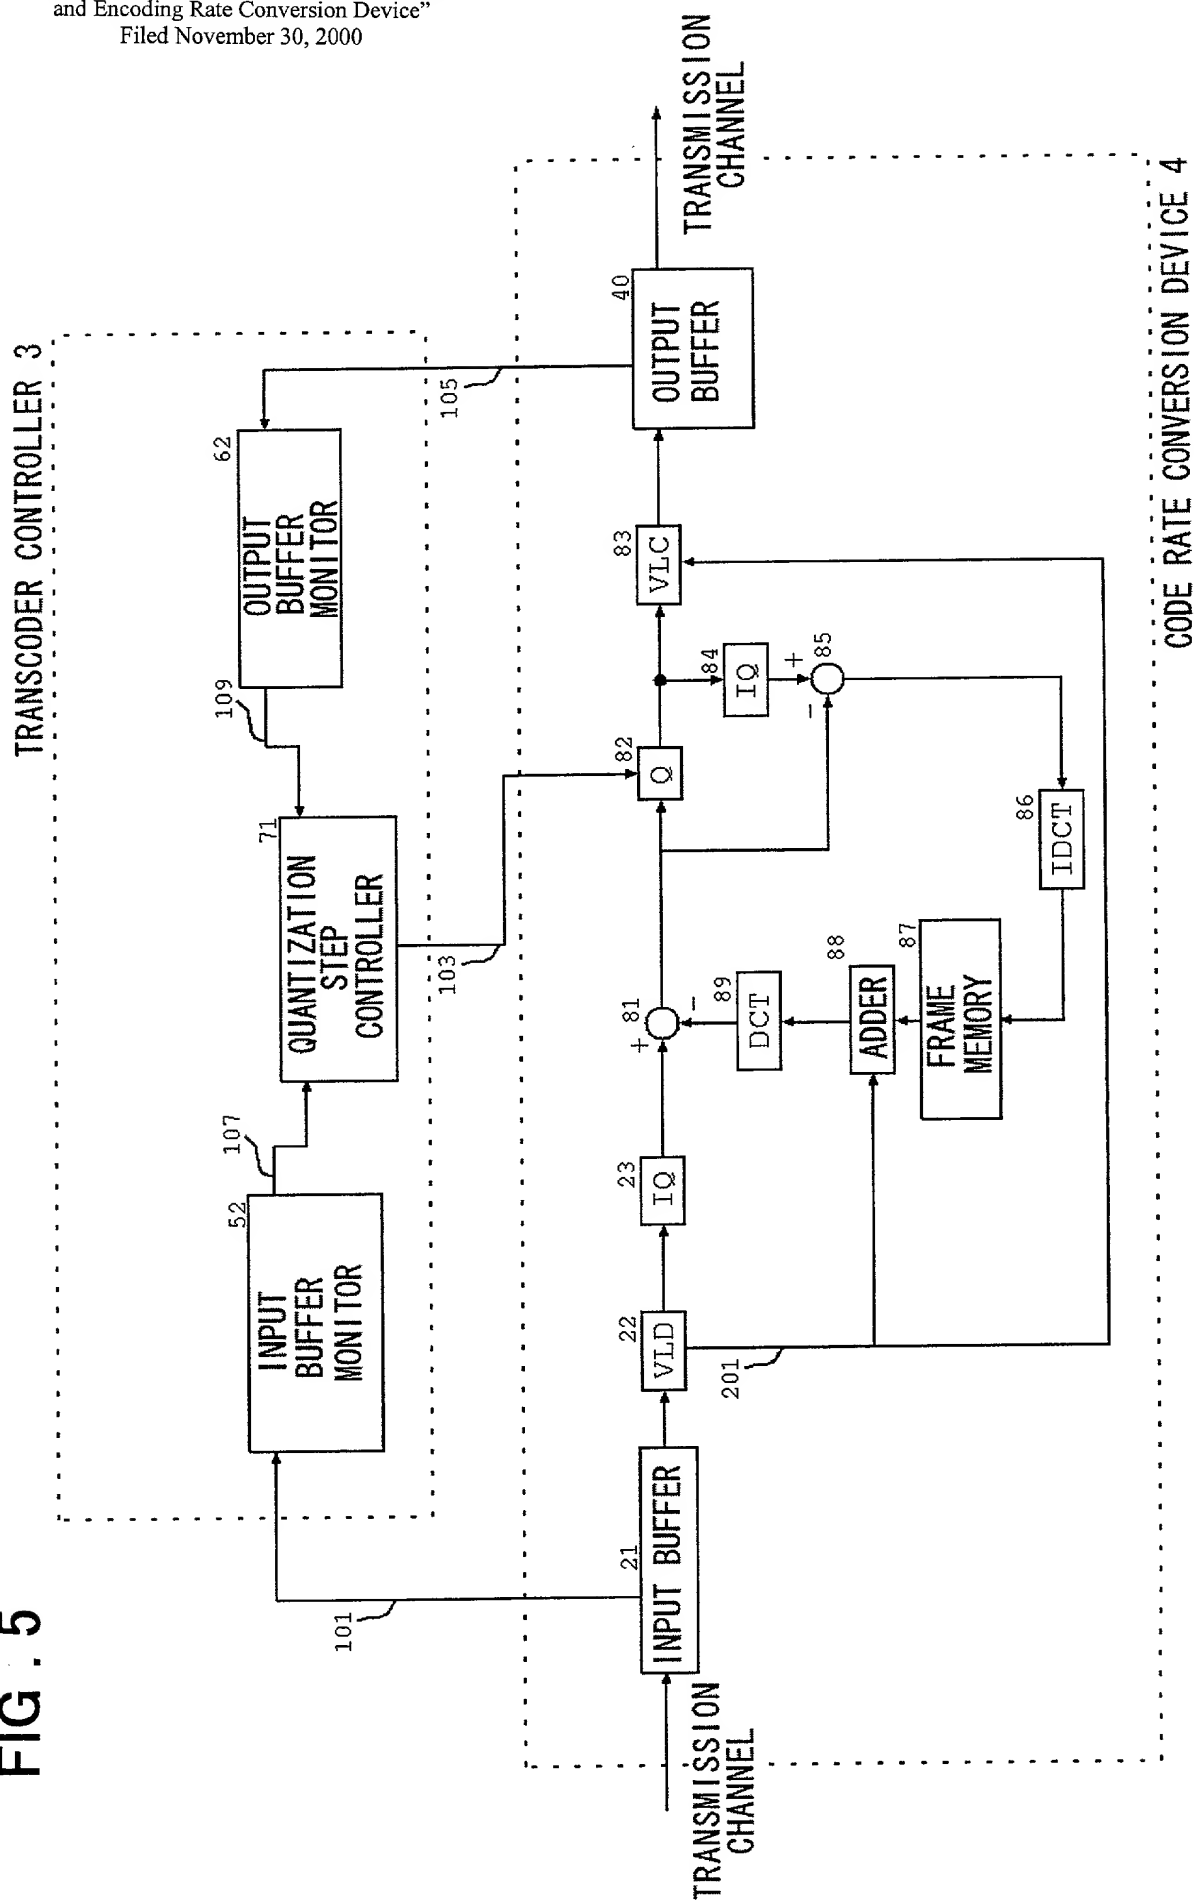 and Encoding Rate Conversion Device”
Filed November 30, 2000
FIG. 5
TRANSCODER CONTROLLER 3
INPUT
BUFFER
MONITOR
52
107
QUANTIZATION
STEP
CONTROLLER
71
109
OUTPUT
BUFFER
MONITOR
62
101
103
105
TRANSMISSION
CHANNEL
INPUT BUFFER
21
VLD
22
201
IQ
23
+
81
-
DCT
89
ADDER
88
FRAME
MEMORY
87
IDCT
86
Q
82
IQ
84
+
85
-
VLC
83
OUTPUT
BUFFER
40
TRANSMISSION
CHANNEL
CODE RATE CONVERSION DEVICE 4